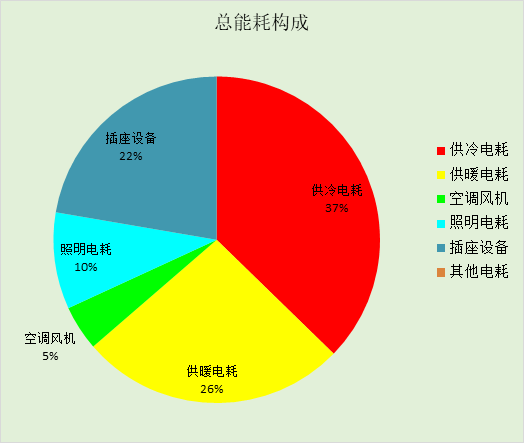 总能耗构成
插座设备
22%
供冷电耗
37%
照明电耗
10%
空调风机
5%
供暖电耗
26%
供冷电耗
供暖电耗
空调风机
照明电耗
插座设备
其他电耗